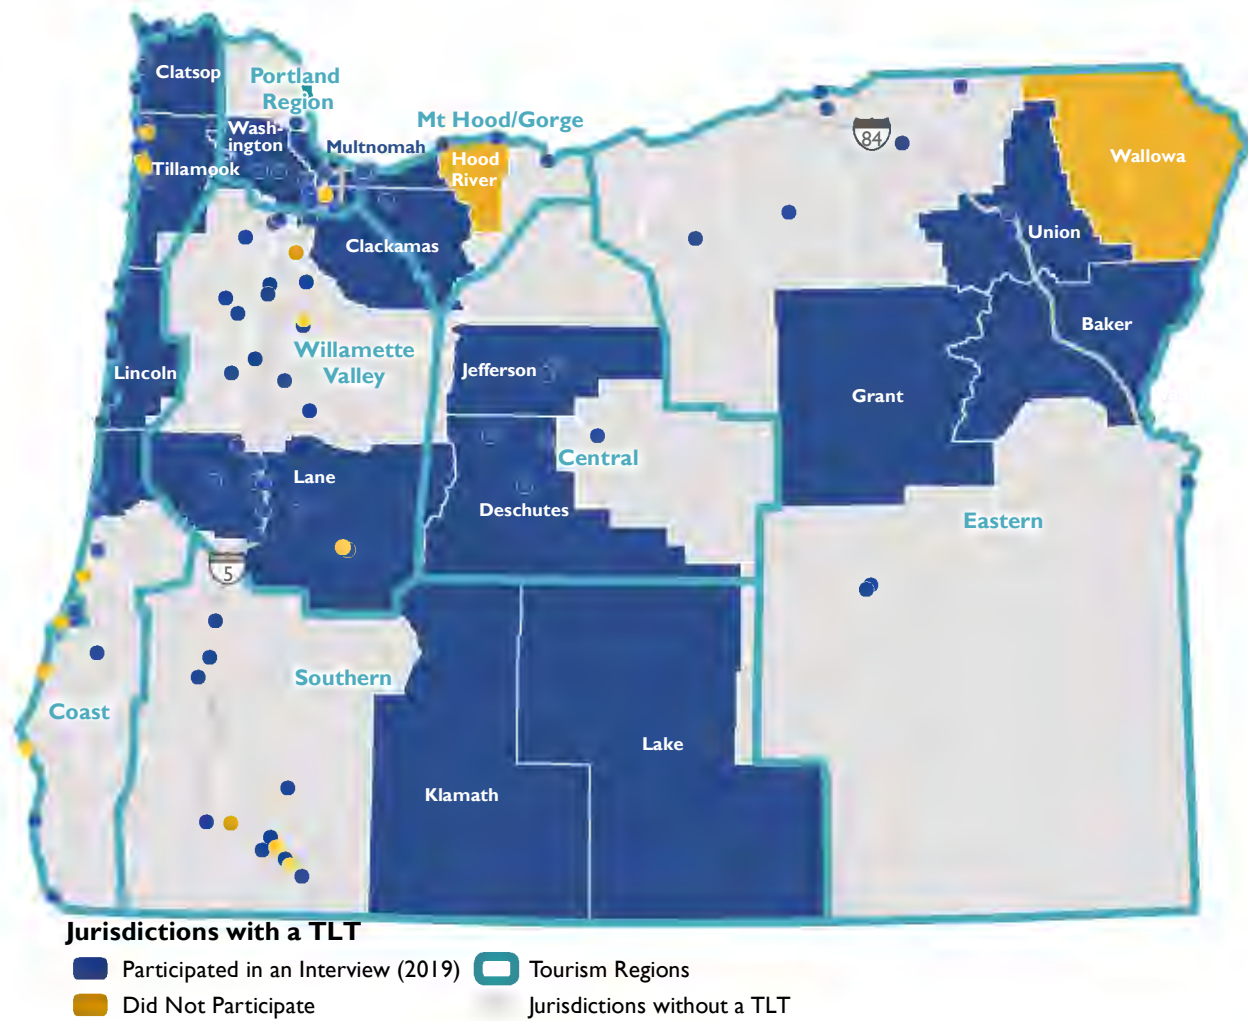 Clatsop
Portland
Region
Mt Hood/Gorge
Wash-
ington
Multnomah
84
Hood
River
Wallowa
Tillamook
Clackamas
Union
Baker
Willamette
Valley
Lincoln
Jefferson
Grant
Central
Lane
Deschutes
Eastern
5
Southern
Coast
Lake
Klamath
Jurisdictions with a TLT
Participated in an Interview (2019)
Tourism Regions
Did Not Participate
Jurisdictions without a TLT